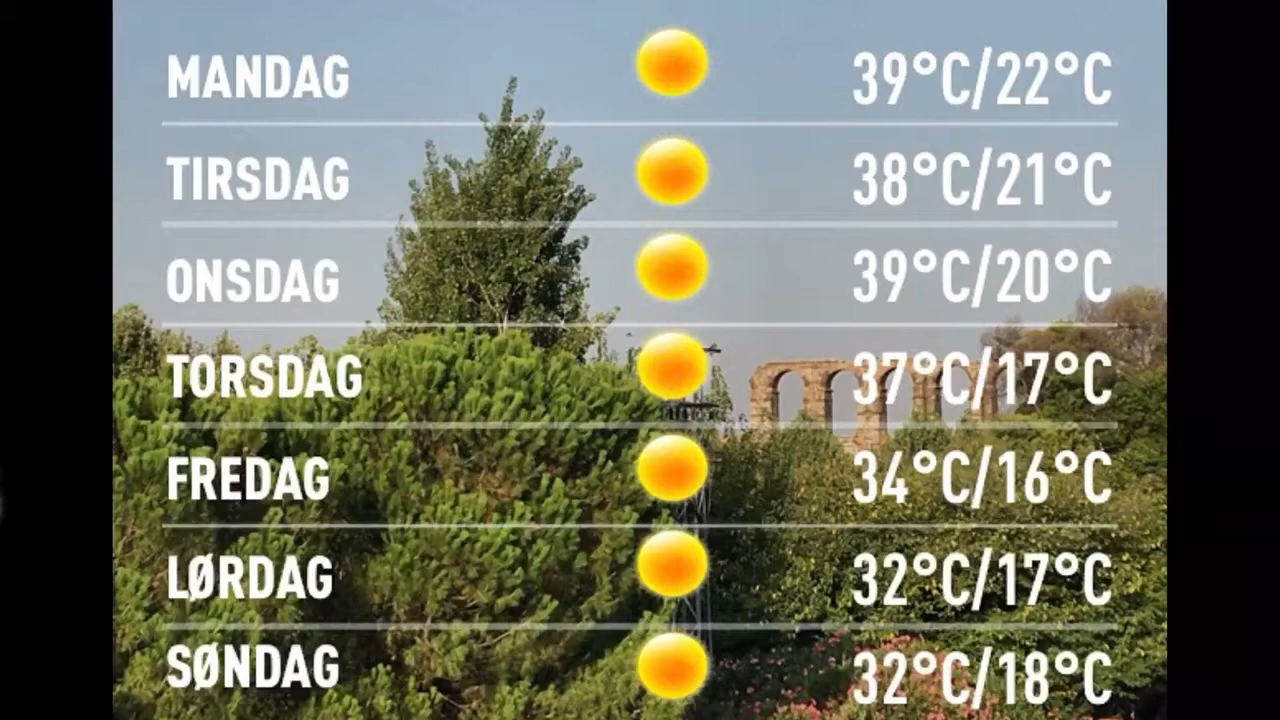 MANDAG 39°C/22°C
TIRSDAG 38°C/21°C
ONSDAG 39°C/20°C
TORSDAG 37°C/17°C
FREDAG 34°C/16°C
LØRDAG 32°C/17°C
SØNDAG 32°C/18°C